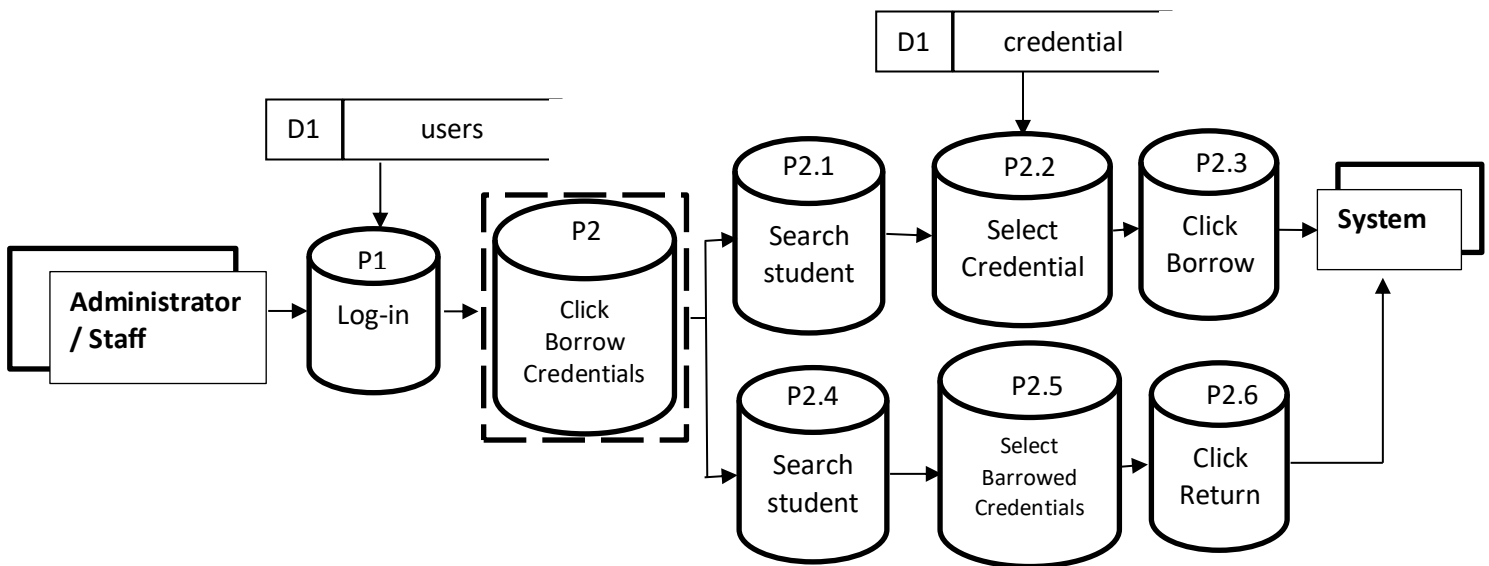 D1 credential
D1 users
P1
Log-in
Administrator
/ Staff
P2
Click
Borrow
Credentials
P2.1
Search
student
P2.2
Select
Credential
P2.3
Click
Borrow
System
P2.4
Search
student
P2.5
Select
Barrowed
Credentials
P2.6
Click
Return